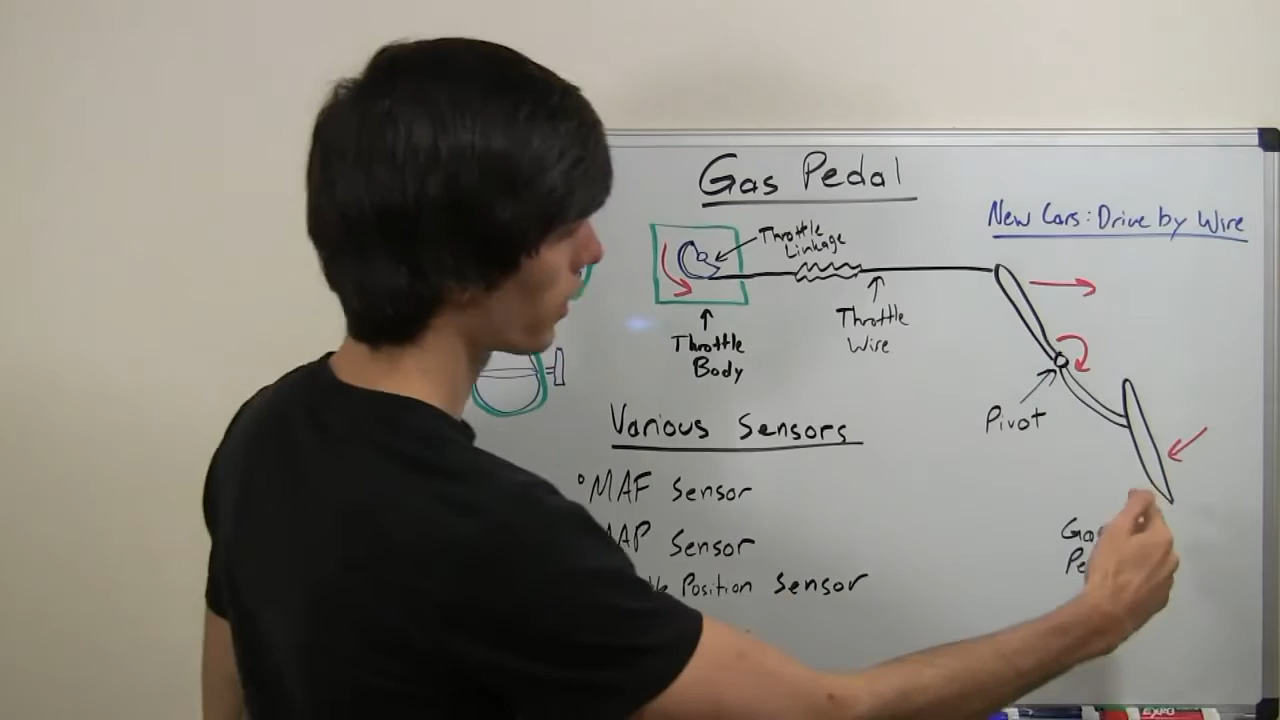 Gas Pedal
New Cars: Drive by Wire
Throttle
Linkage
Throttle
Wire
Throttle
Body
Pivot
Various Sensors
°MAF Sensor
Sensor
Position Sensor
EXPO